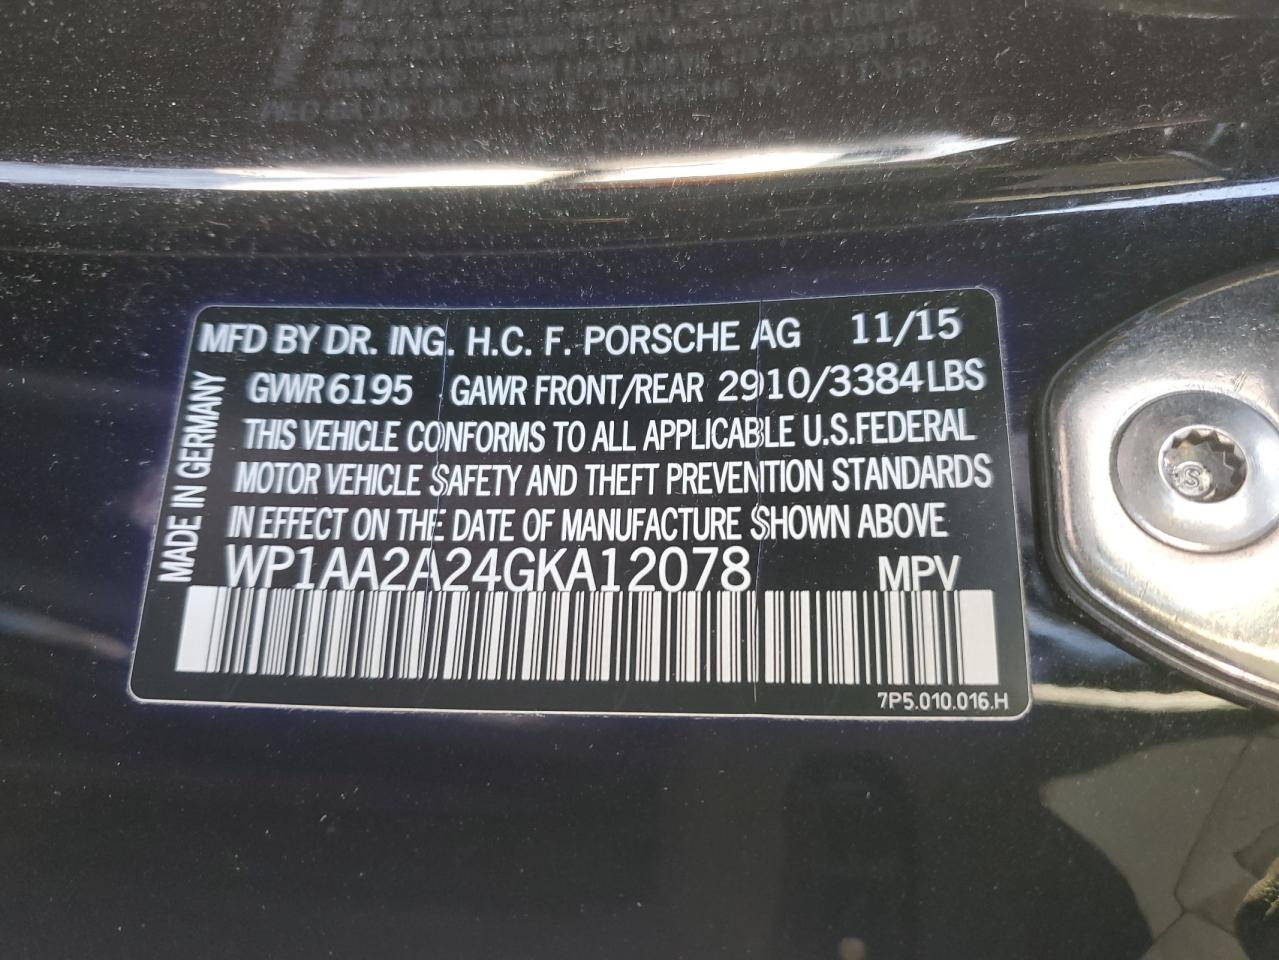 MFD BY DR. ING. H.C. F. PORSCHE AG 11/15
GVWR 6195 GAWR FRONT/REAR 2910/3384 LBS
THIS VEHICLE CONFORMS TO ALL APPLICABLE U.S.FEDERAL
MOTOR VEHICLE SAFETY AND THEFT PREVENTION STANDARDS
IN EFFECT ON THE DATE OF MANUFACTURE SHOWN ABOVE
WP1AA2A24GKA12078 MPV
7P5.010.016.H
MADE IN GERMANY